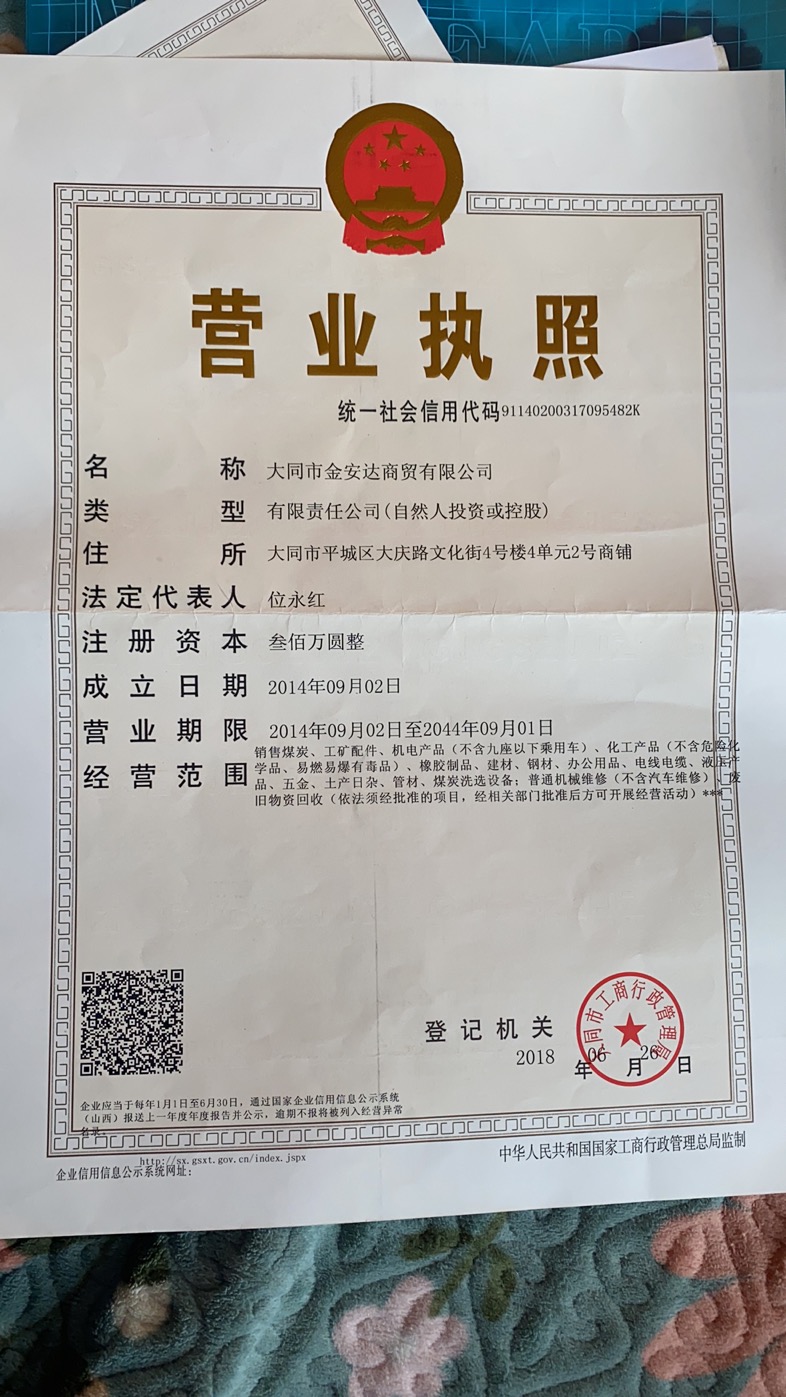 营业执照
统一社会信用代码91140200317095482K
名称 大同市金安达商贸有限公司
类型 有限责任公司(自然人投资或控股)
住所 大同市平城区大庆路文化街4号楼4单元2号商铺
法定代表人 位永红
注册资本 叁佰万圆整
成立日期 2014年09月02日
营业期限 2014年09月02日至2044年09月01日
经营范围 销售煤炭、工矿配件、机电产品（不含九座以下乘用车）、化工产品（不含危险化
学品、易燃易爆有毒品）、橡胶制品、建材、钢材、办公用品、电线电缆、液压产
品、五金、土产日杂、管材、煤炭洗选设备；普通机械维修（不含汽车维修）、废
旧物资回收（依法须经批准的项目，经相关部门批准后方可开展经营活动）***
同市工商行政管理局
登记机关
2018年06月26日
企业应当于每年1月1日至6月30日，通过国家企业信用信息公示系统
（山西）报送上一年度年度报告并公示，逾期不报将被列入经营异常
名录。
http://sx.gsxt.gov.cn/index.jspx
企业信用信息公示系统网址：
中华人民共和国国家工商行政管理总局监制